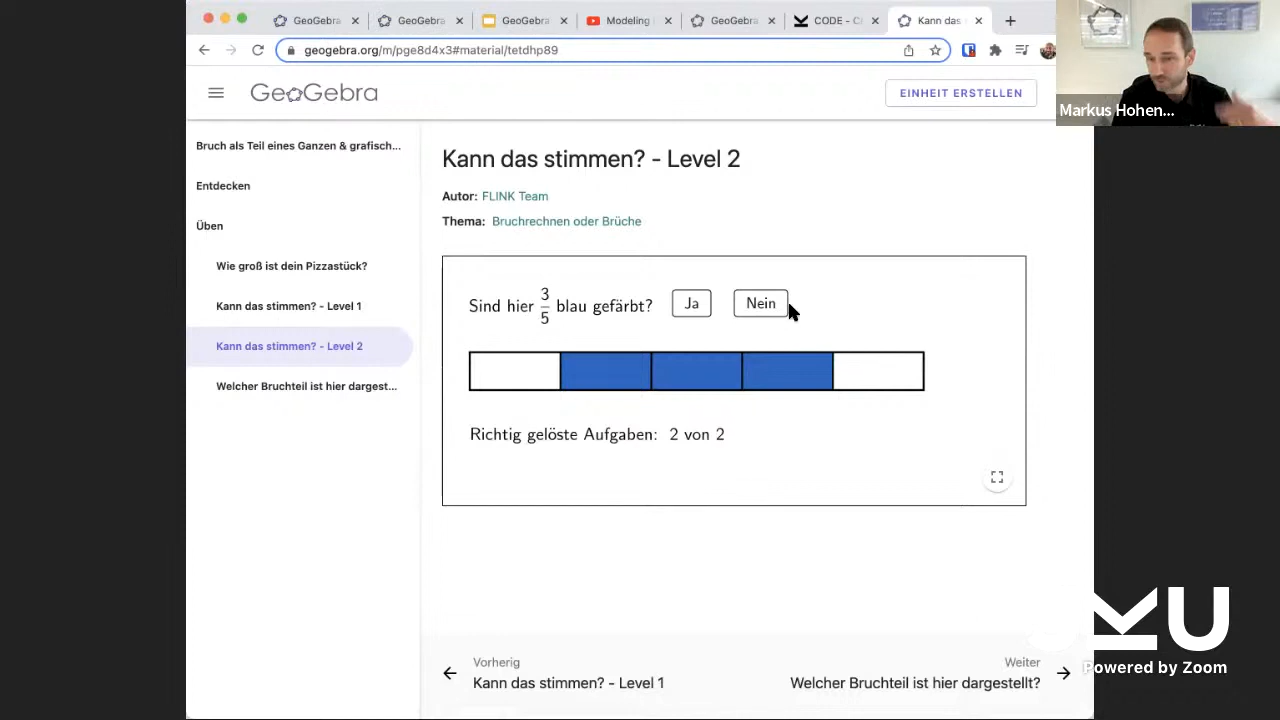 GeoGebra
GeoGebra
GeoGebra
Modeling
GeoGebra
CODE - C
Kann das
geogebra.org/m/pge8d4x3#material/tetdhp89
Markus Hohen...
GeoGebra
EINHEIT ERSTELLEN
Bruch als Teil eines Ganzen & grafisch...
Entdecken
Üben
Wie groß ist dein Pizzastück?
Kann das stimmen? - Level 1
Kann das stimmen? - Level 2
Welcher Bruchteil ist hier dargest...
Kann das stimmen? - Level 2
Autor: FLINK Team
Thema: Bruchrechnen oder Brüche
Sind hier 3/5 blau gefärbt? Ja Nein
Richtig gelöste Aufgaben: 2 von 2
Vorherig
Kann das stimmen? - Level 1
Weiter
Welcher Bruchteil ist hier dargestellt?
KU
Powered by Zoom